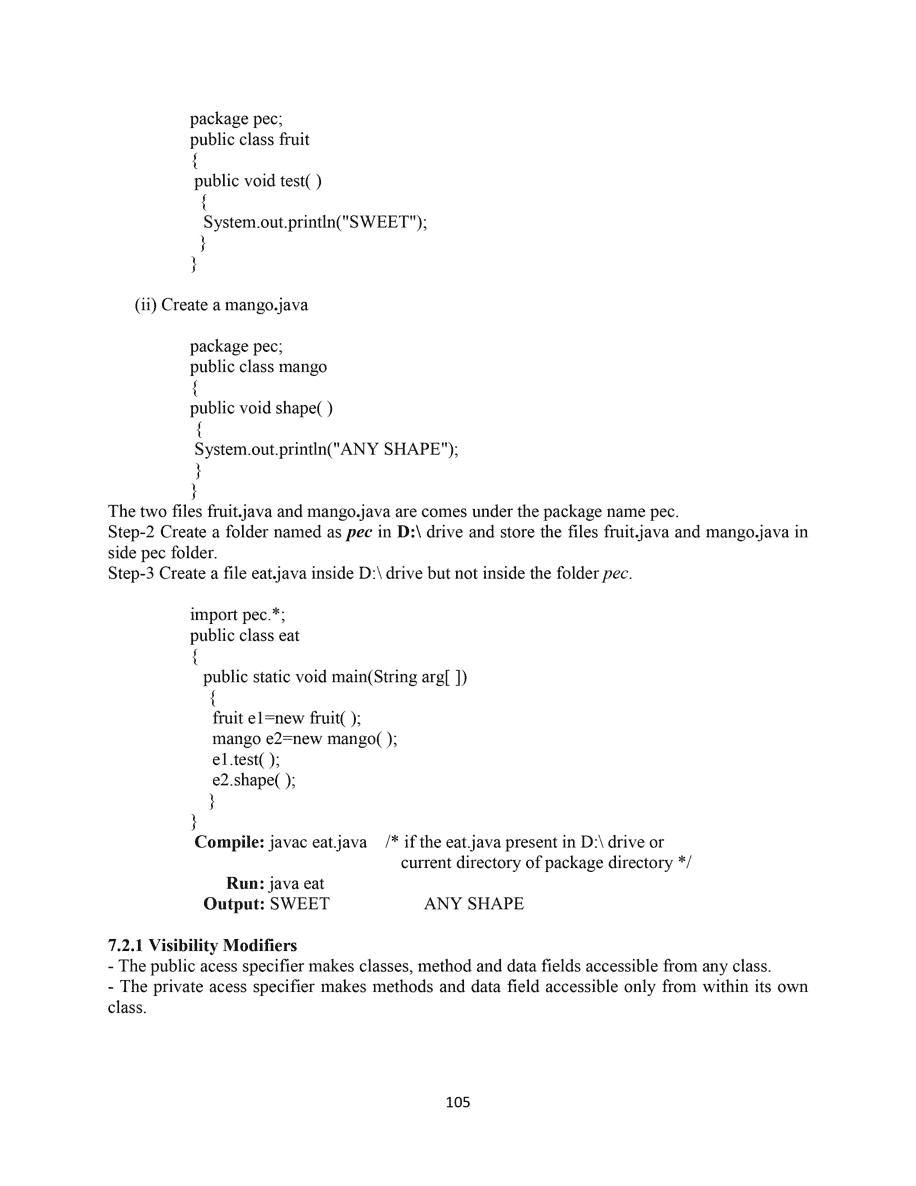 package pec;
public class fruit
{
public void test( )
{
System.out.println("SWEET");
}
}
(ii) Create a mango.java
package pec;
public class mango
{
public void shape( )
{
System.out.println("ANY SHAPE");
}
}
The two files fruit.java and mango.java are comes under the package name pec.
Step-2 Create a folder named as pec in D:\ drive and store the files fruit.java and mango.java in
side pec folder.
Step-3 Create a file eat.java inside D:\ drive but not inside the folder pec.
import pec.*;
public class eat
{
public static void main(String arg[ ])
{
fruit e1=new fruit( );
mango e2=new mango( );
e1.test( );
e2.shape( );
}
}
Compile: javac eat.java /* if the eat.java present in D:\ drive or
current directory of package directory */
Run: java eat
Output: SWEET ANY SHAPE
7.2.1 Visibility Modifiers
- The public acess specifier makes classes, method and data fields accessible from any class.
- The private acess specifier makes methods and data field accessible only from within its own
class.
105